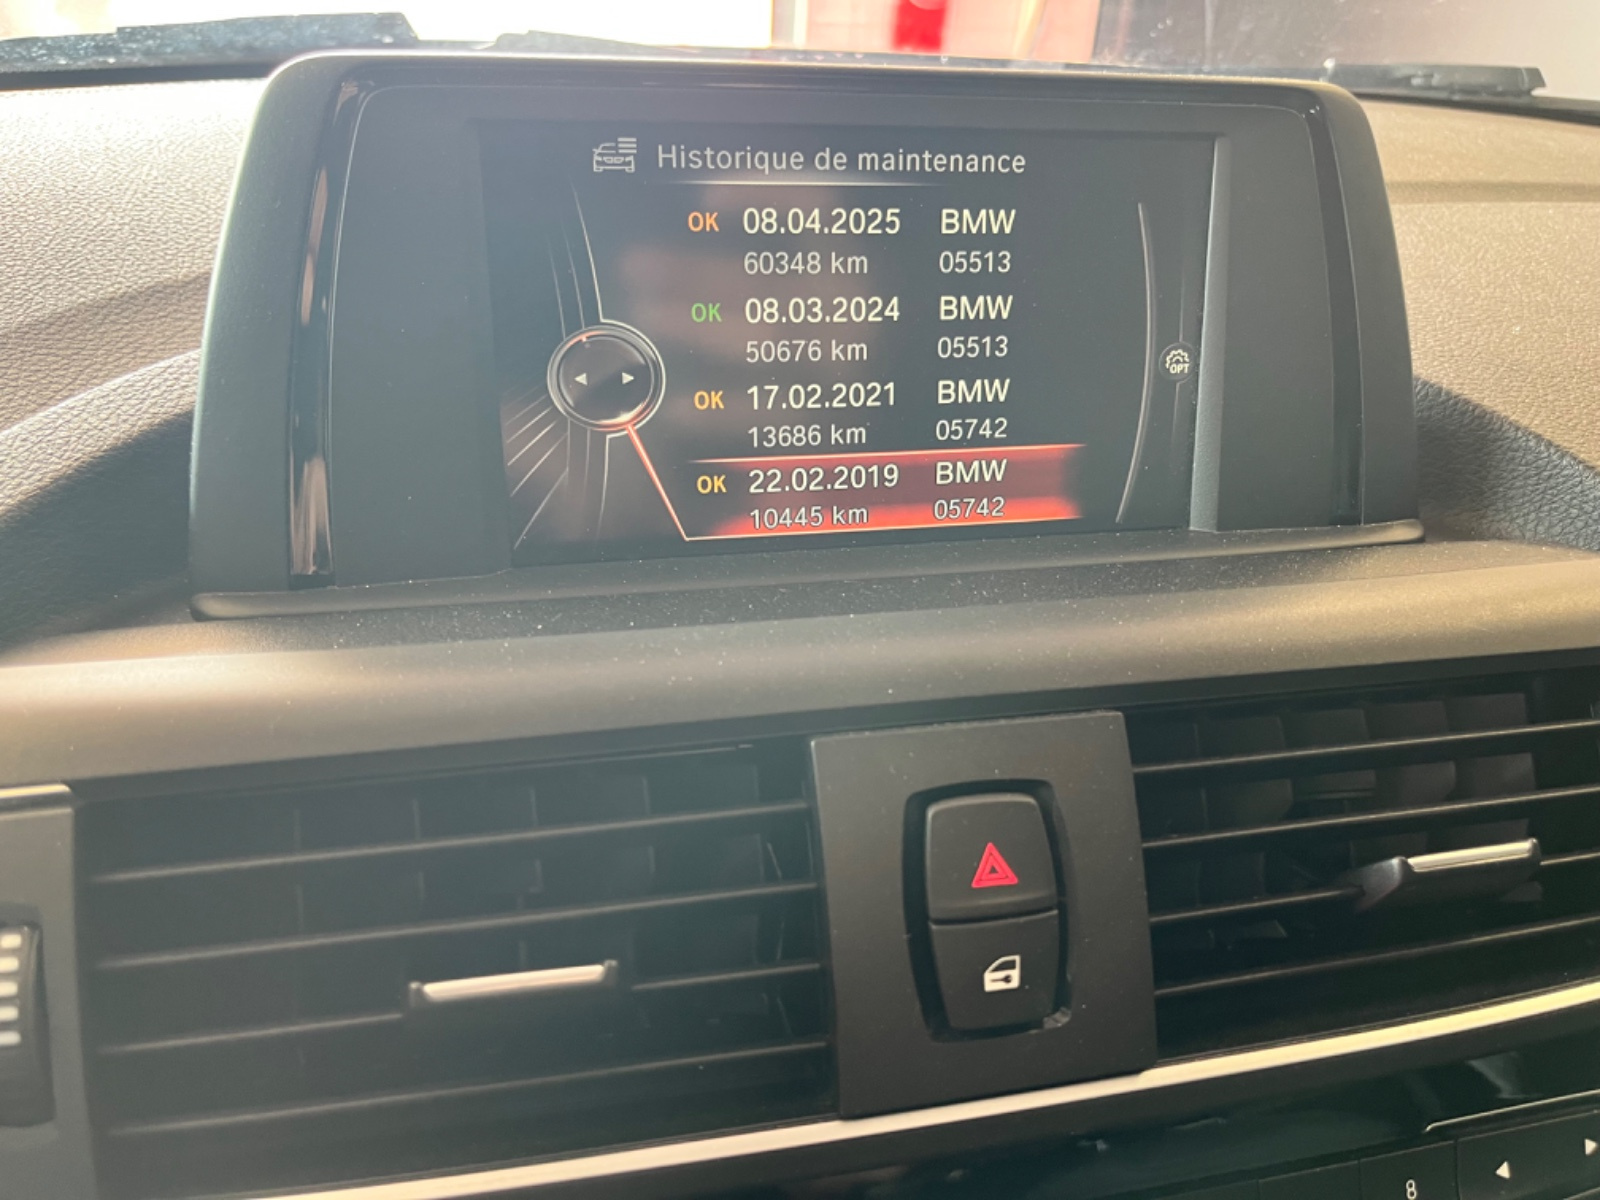 Historique de maintenance
OK 08.04.2025 BMW
60348 km 05513
OK 08.03.2024 BMW
50676 km 05513
OK 17.02.2021 BMW
13686 km 05742
OK 22.02.2019 BMW
10445 km 05742
OPT
8